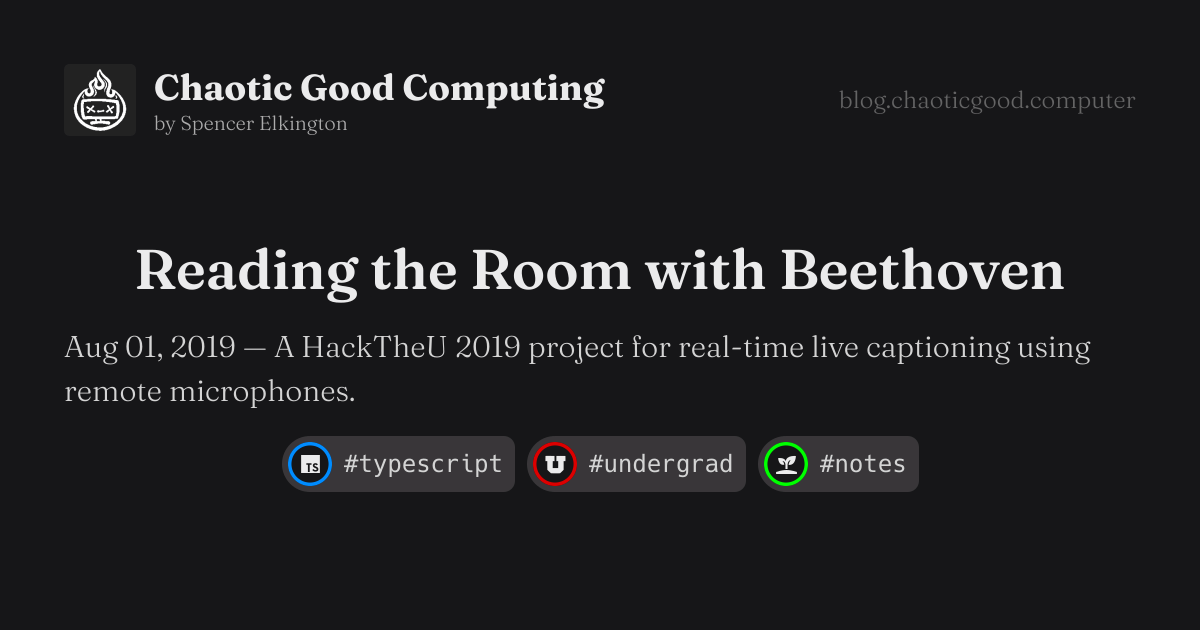 Chaotic Good Computing
by Spencer Elkington
blog.chaoticgood.computer
Reading the Room with Beethoven
Aug 01, 2019 — A HackTheU 2019 project for real-time live captioning using
remote microphones.
TS #typescript U #undergrad #notes